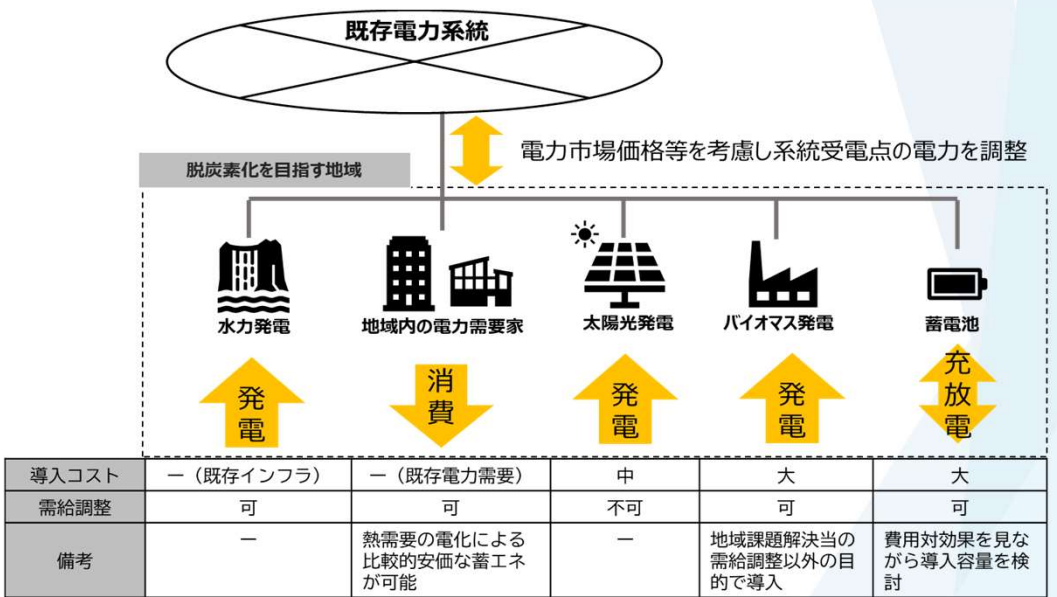 既存電力系統
電力市場価格等を考慮し系統受電点の電力を調整
脱炭素化を目指す地域
水力発電
地域内の電力需要家
太陽光発電
バイオマス発電
蓄電池
発電
消費
発電
発電
充放電
導入コスト
ー（既存インフラ）
ー（既存電力需要）
中
大
大
需給調整
可
可
不可
可
可
備考
ー
熱需要の電化による
比較的安価な蓄エネ
が可能
ー
地域課題解決当の
需給調整以外の目
的で導入
費用対効果を見な
がら導入容量を検
討